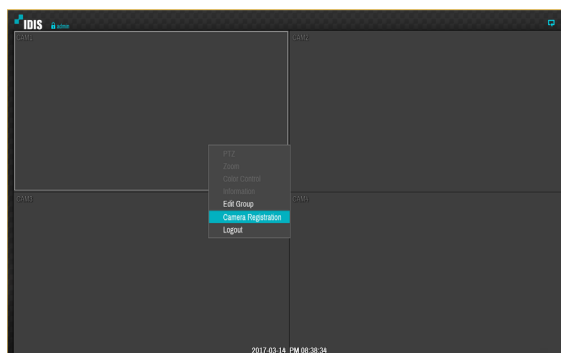 IDIS admin
CAM1
CAM2
PTZ
Zoom
Color Control
Information
Edit Group
Camera Registration
Logout
CAM3
CAM4
2017-03-14 PM 08:38:34